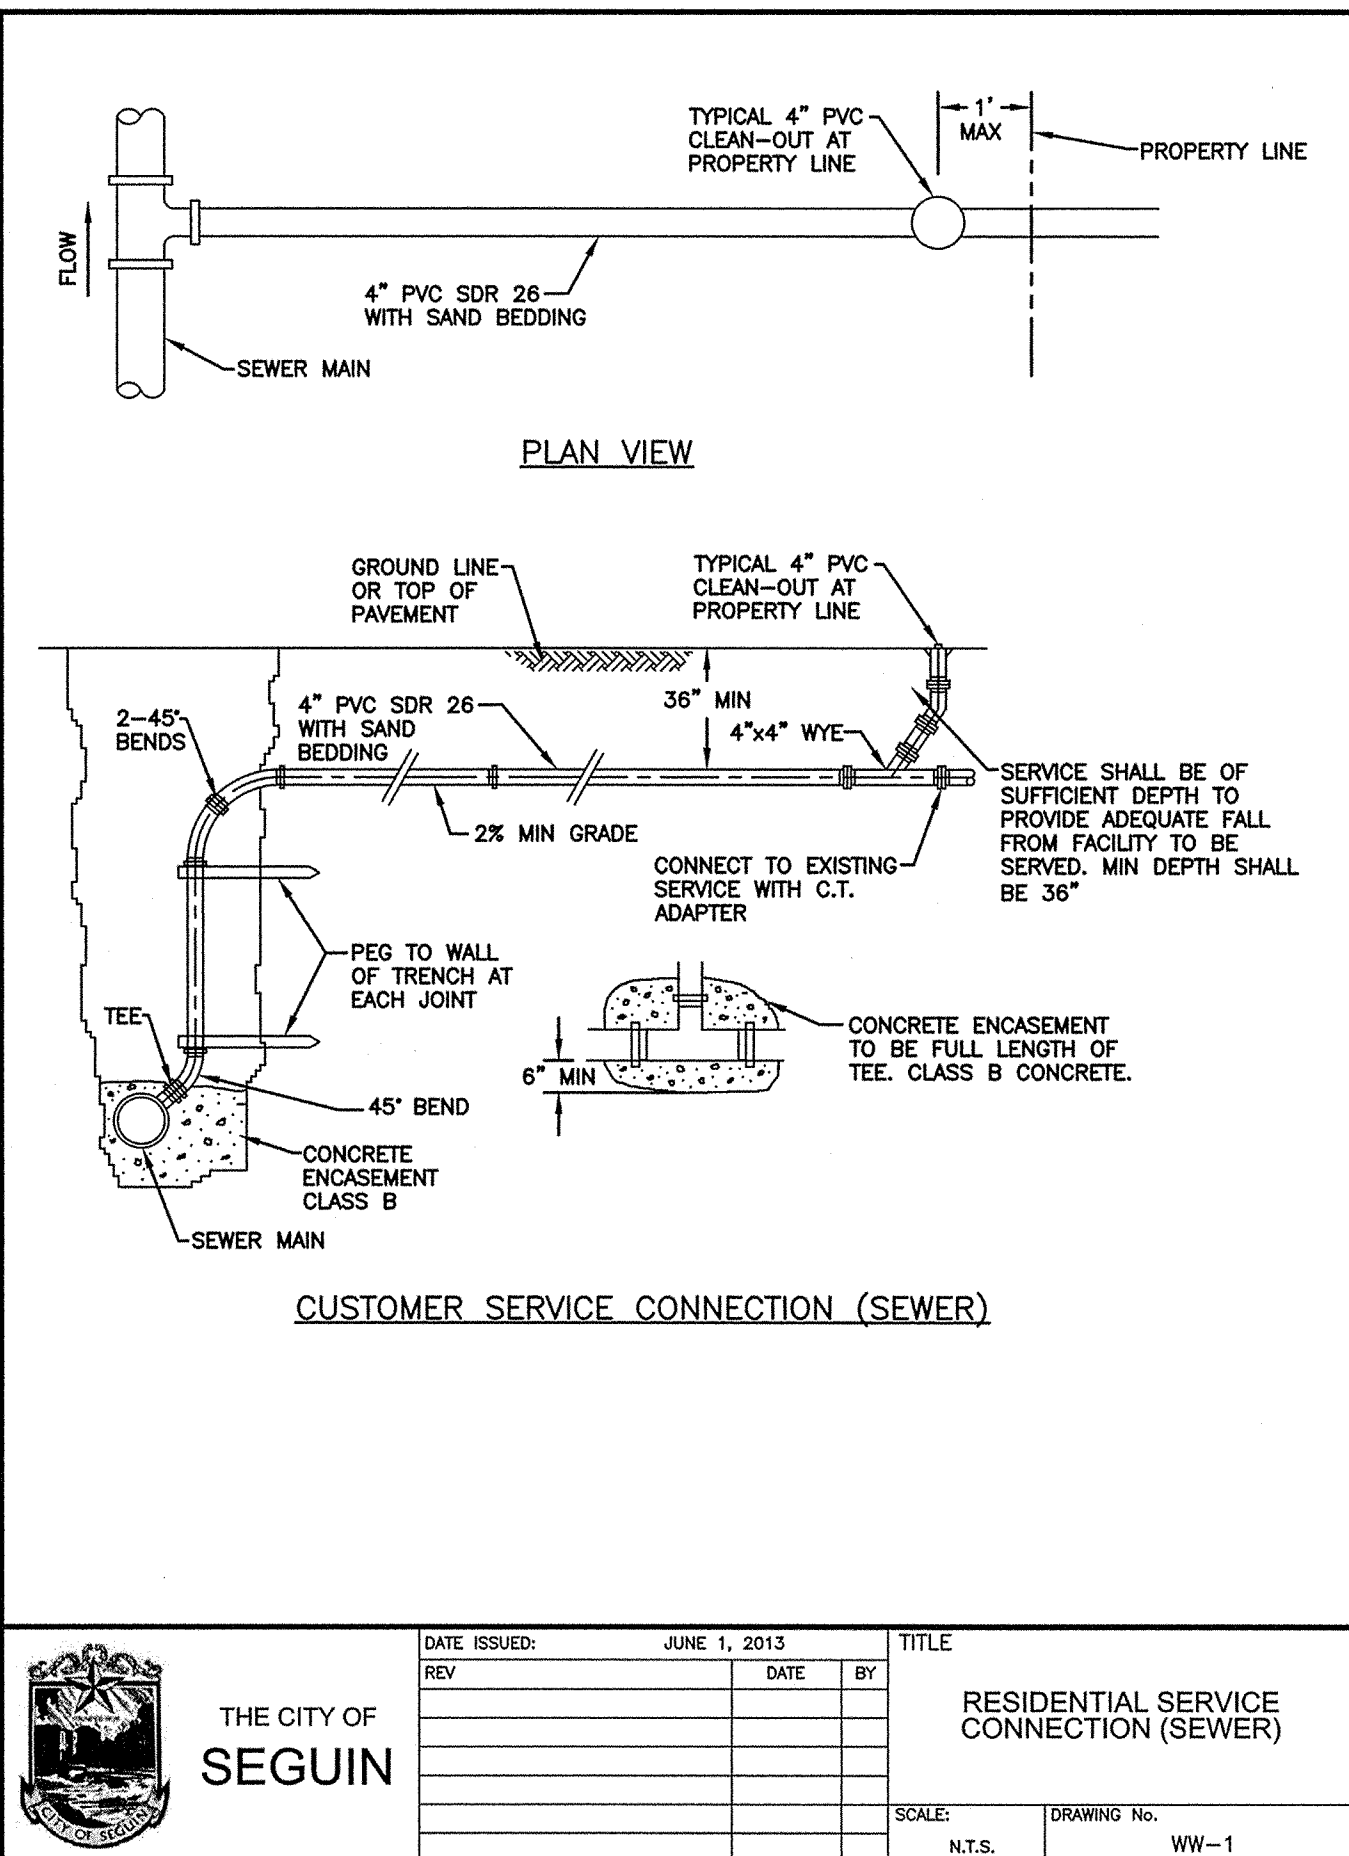 TYPICAL 4" PVC
CLEAN-OUT AT
PROPERTY LINE
1'
MAX
PROPERTY LINE
FLOW
4" PVC SDR 26
WITH SAND BEDDING
SEWER MAIN
PLAN VIEW
GROUND LINE
OR TOP OF
PAVEMENT
TYPICAL 4" PVC
CLEAN-OUT AT
PROPERTY LINE
2-45°
BENDS
4" PVC SDR 26
WITH SAND
BEDDING
36" MIN
4"x4" WYE
2% MIN GRADE
SERVICE SHALL BE OF
SUFFICIENT DEPTH TO
PROVIDE ADEQUATE FALL
FROM FACILITY TO BE
SERVED. MIN DEPTH SHALL
BE 36"
CONNECT TO EXISTING
SERVICE WITH C.T.
ADAPTER
PEG TO WALL
OF TRENCH AT
EACH JOINT
TEE
6" MIN
CONCRETE ENCASEMENT
TO BE FULL LENGTH OF
TEE. CLASS B CONCRETE.
45° BEND
CONCRETE
ENCASEMENT
CLASS B
SEWER MAIN
CUSTOMER SERVICE CONNECTION (SEWER)
CITY OF SEGUIN
THE CITY OF
SEGUIN
DATE ISSUED: JUNE 1, 2013
REV DATE BY
TITLE
RESIDENTIAL SERVICE
CONNECTION (SEWER)
SCALE:
N.T.S.
DRAWING No.
WW-1